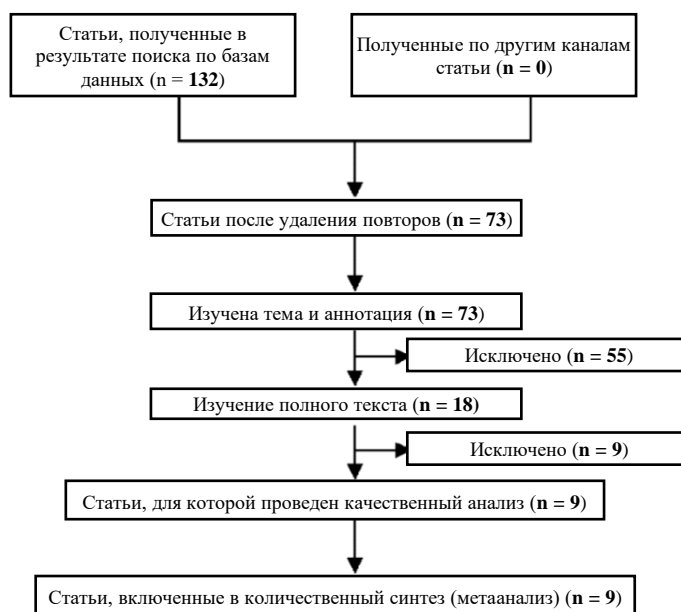 Статьи, полученные в
результате поиска по базам
данных (n = 132)
Полученные по другим каналам
статьи (n = 0)
Статьи после удаления повторов (n = 73)
Изучена тема и аннотация (n = 73)
Исключено (n = 55)
Изучение полного текста (n = 18)
Исключено (n = 9)
Статьи, для которой проведен качественный анализ (n = 9)
Статьи, включенные в количественный синтез (метаанализ) (n = 9)